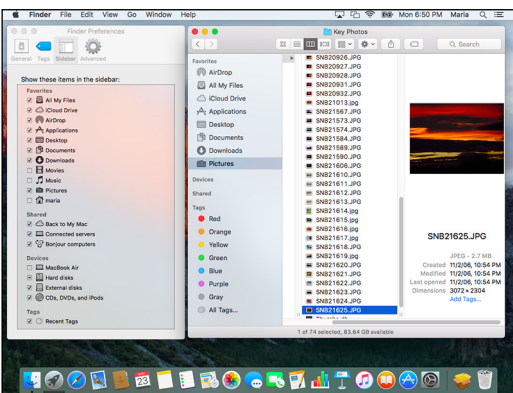 Finder File Edit View Go Window Help Mon 6:50 PM Maria
Finder Preferences
General Tags Sidebar Advanced
Show these items in the sidebar:
Favorites
All My Files
iCloud Drive
AirDrop
Applications
Desktop
Documents
Downloads
Movies
Music
Pictures
maria
Shared
Back to My Mac
Connected servers
Bonjour computers
Devices
MacBook Air
Hard disks
External disks
CDs, DVDs, and iPods
Tags
Recent Tags
Key Photos
Search
Favorites
AirDrop
All My Files
iCloud Drive
Applications
Desktop
Documents
Downloads
Pictures
Devices
Shared
Tags
Red
Orange
Yellow
Green
Blue
Purple
Gray
All Tags...
SNB20926.JPG
SNB20927.JPG
SNB20928.JPG
SNB20931.JPG
SNB20932.JPG
SNB21013.jpg
SNB21567.JPG
SNB21573.JPG
SNB21574.JPG
SNB21584.JPG
SNB21589.JPG
SNB21590.JPG
SNB21606.JPG
SNB21610.JPG
SNB21611.JPG
SNB21612.JPG
SNB21613.JPG
SNB21614.jpg
SNB21615.jpg
SNB21616.JPG
SNB21617.jpg
SNB21618.JPG
SNB21619.jpg
SNB21620.JPG
SNB21621.JPG
SNB21622.JPG
SNB21623.JPG
SNB21624.JPG
SNB21625.JPG
SNB21625.JPG
JPEG - 2.7 MB
Created 11/2/06, 10:54 PM
Modified 11/2/06, 10:54 PM
Last opened 11/2/06, 10:54 PM
Dimensions 3072 × 2304
Add Tags...
1 of 74 selected, 83.64 GB available
23